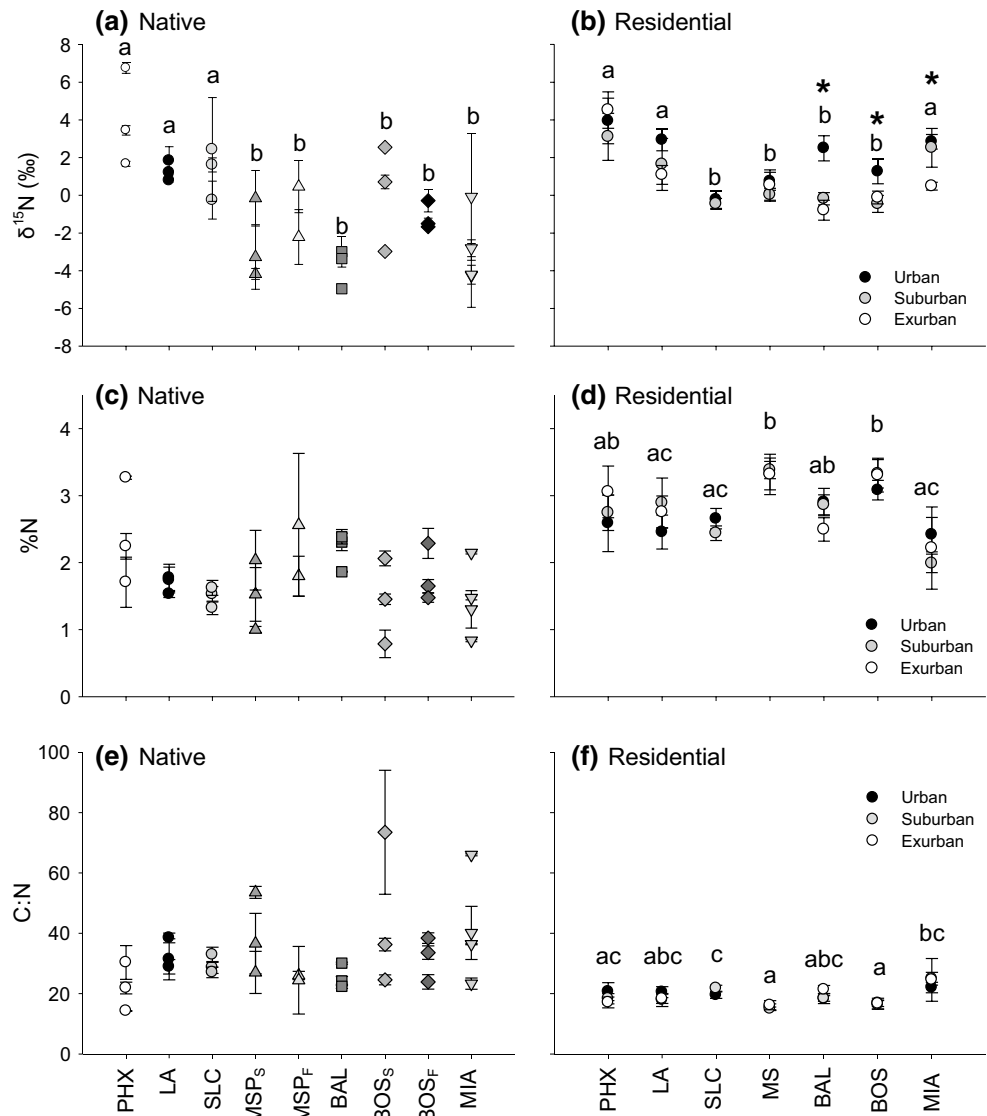 (a) Native
(b) Residential
8
6
4
2
0
-2
-4
-6
-8
δ15N (‰)
a
a
a
b
b
b
b
b
b
a
a
b
b
*
b
*
b
*
a
Urban
Suburban
Exurban
(c) Native
(d) Residential
4
3
2
1
0
%N
ab
ac
ac
b
ab
b
ac
Urban
Suburban
Exurban
(e) Native
(f) Residential
100
80
60
40
20
0
C:N
Urban
Suburban
Exurban
ac
abc
c
a
abc
a
bc
PHX
LA
SLC
MSPS
MSPF
BAL
BOSS
BOSF
MIA
PHX
LA
SLC
MS
BAL
BOS
MIA